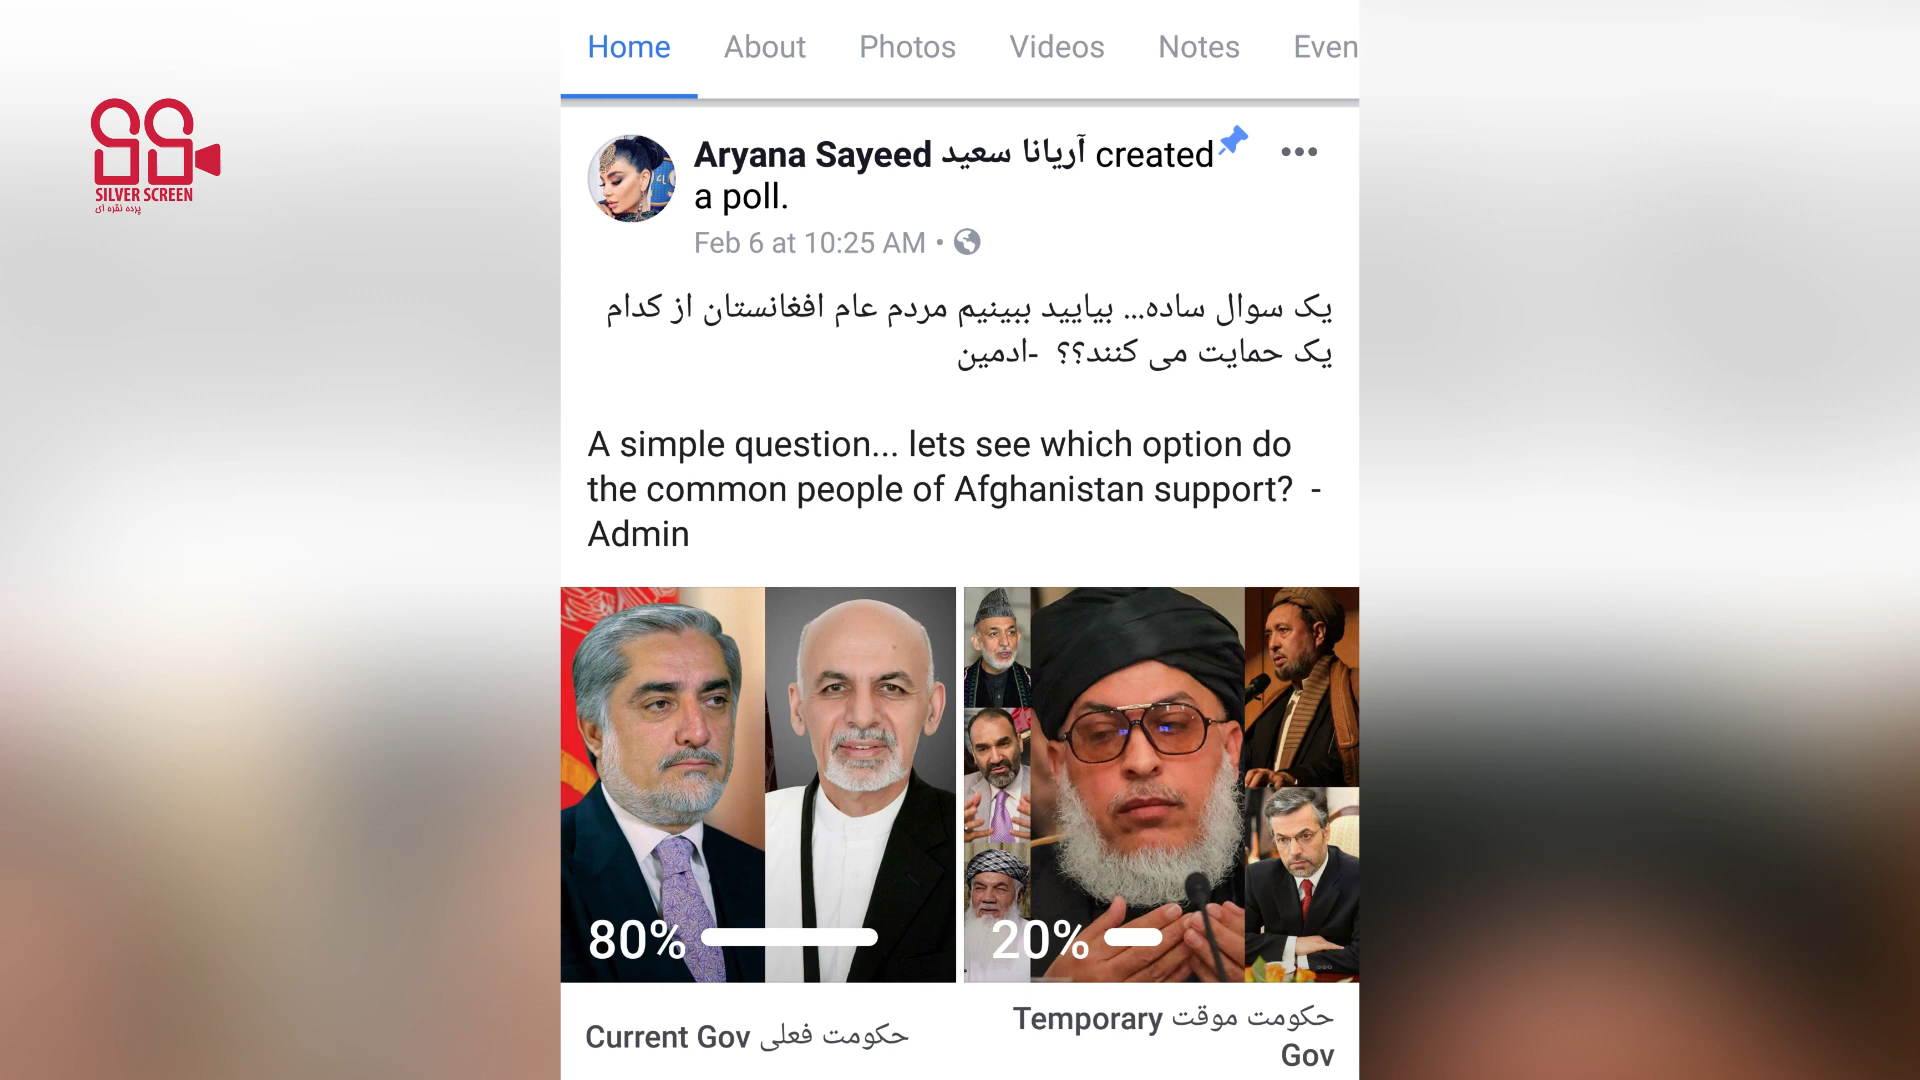 Home About Photos Videos Notes Even
SILVER SCREEN
پرده نقره ای
Aryana Sayeed آریانا سعید created
a poll.
Feb 6 at 10:25 AM •
یک سوال ساده... بیایید ببینیم مردم عام افغانستان از کدام
یک حمایت می کنند؟؟ -ادمین
A simple question... lets see which option do
the common people of Afghanistan support? -
Admin
80%
20%
Current Gov حکومت فعلی
Temporary حکومت موقت
Gov